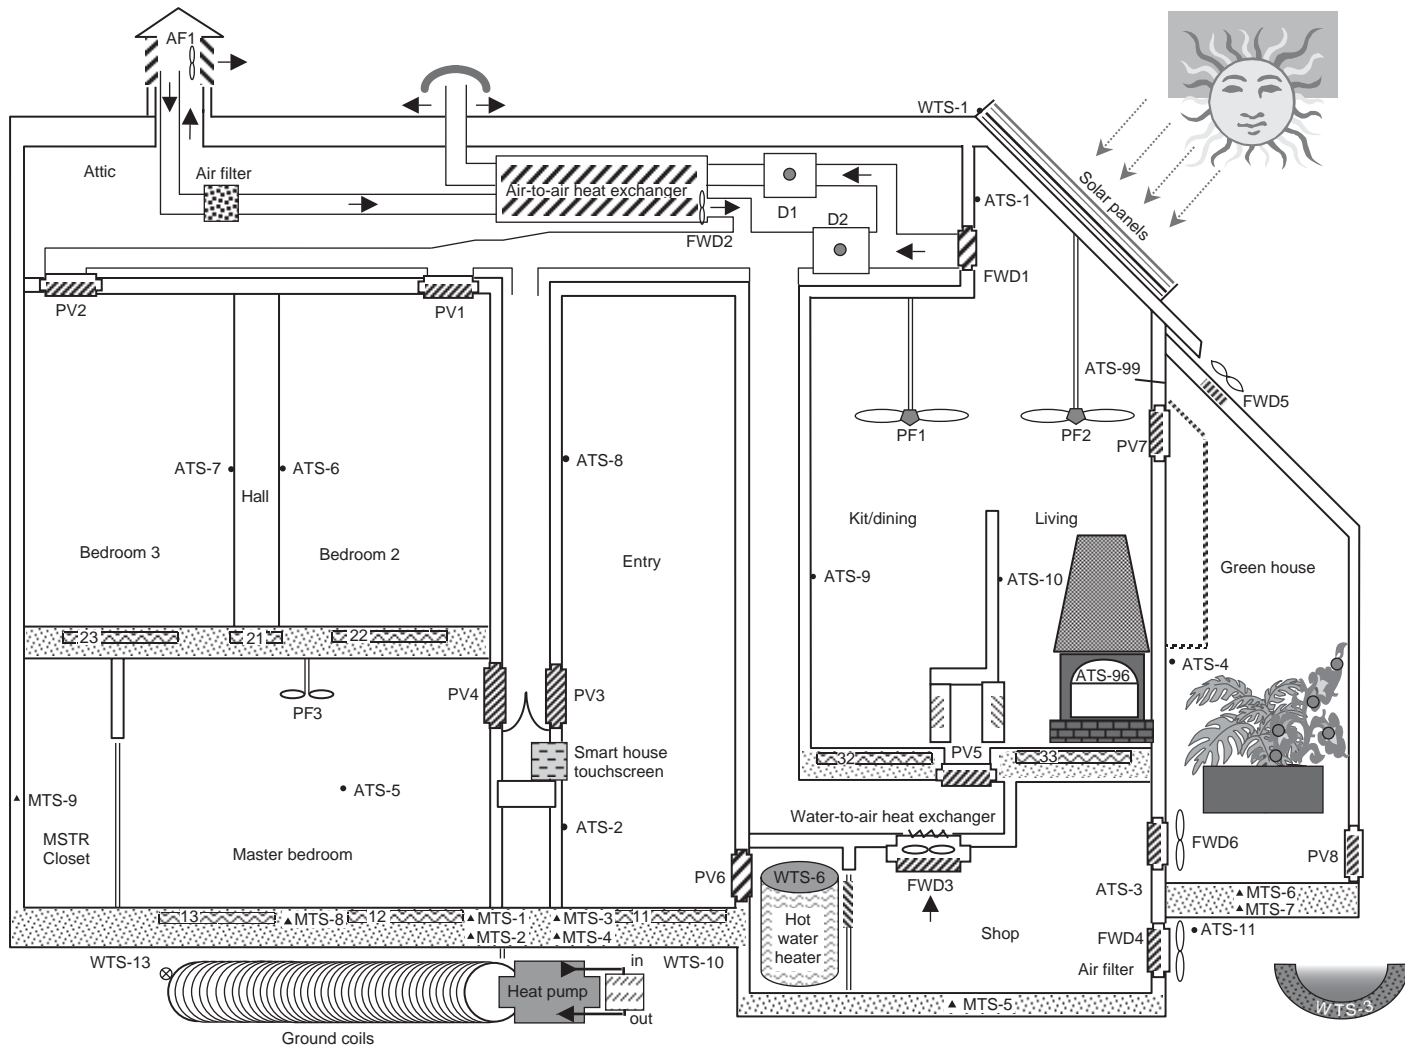 AF1
WTS-1
Attic
Air filter
Air-to-air heat exchanger
D1
D2
ATS-1
Solar panels
FWD2
FWD1
PV2
PV1
ATS-99
FWD5
PF1
PF2
PV7
ATS-7
ATS-6
ATS-8
Hall
Kit/dining
Living
Bedroom 3
Bedroom 2
Entry
ATS-9
ATS-10
Green house
23
21
22
ATS-4
ATS-96
PV4
PV3
PF3
Smart house
touchscreen
PV5
32
33
ATS-5
MTS-9
ATS-2
Water-to-air heat exchanger
MSTR
Closet
Master bedroom
FWD6
PV8
PV6
WTS-6
FWD3
ATS-3
MTS-6
MTS-7
13
MTS-8
12
MTS-1
MTS-3
11
Hot
water
heater
Shop
ATS-11
MTS-2
MTS-4
FWD4
WTS-13
in
WTS-10
Air filter
Heat pump
MTS-5
WTS-3
out
Ground coils